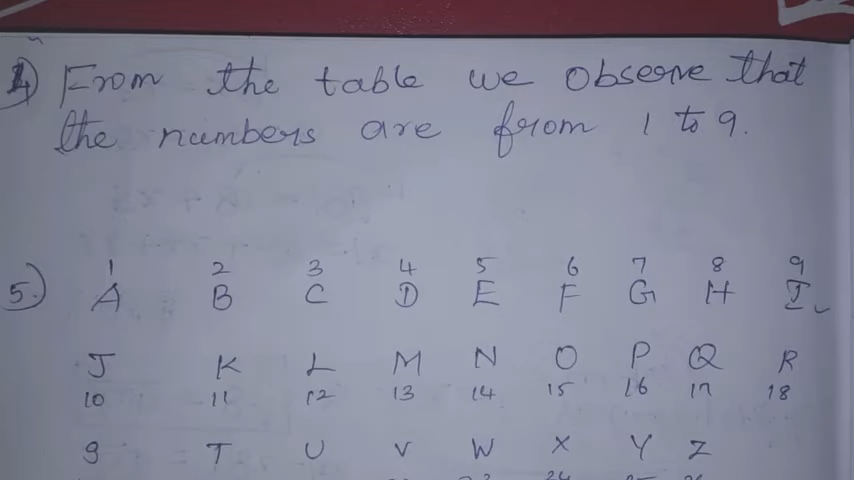 4) From the table we observe that
the numbers are from 1 to 9.
1 2 3 4 5 6 7 8 9
5.) A B C D E F G H I
J K L M N O P Q R
10 11 12 13 14 15 16 17 18
S T U V W X Y Z
24